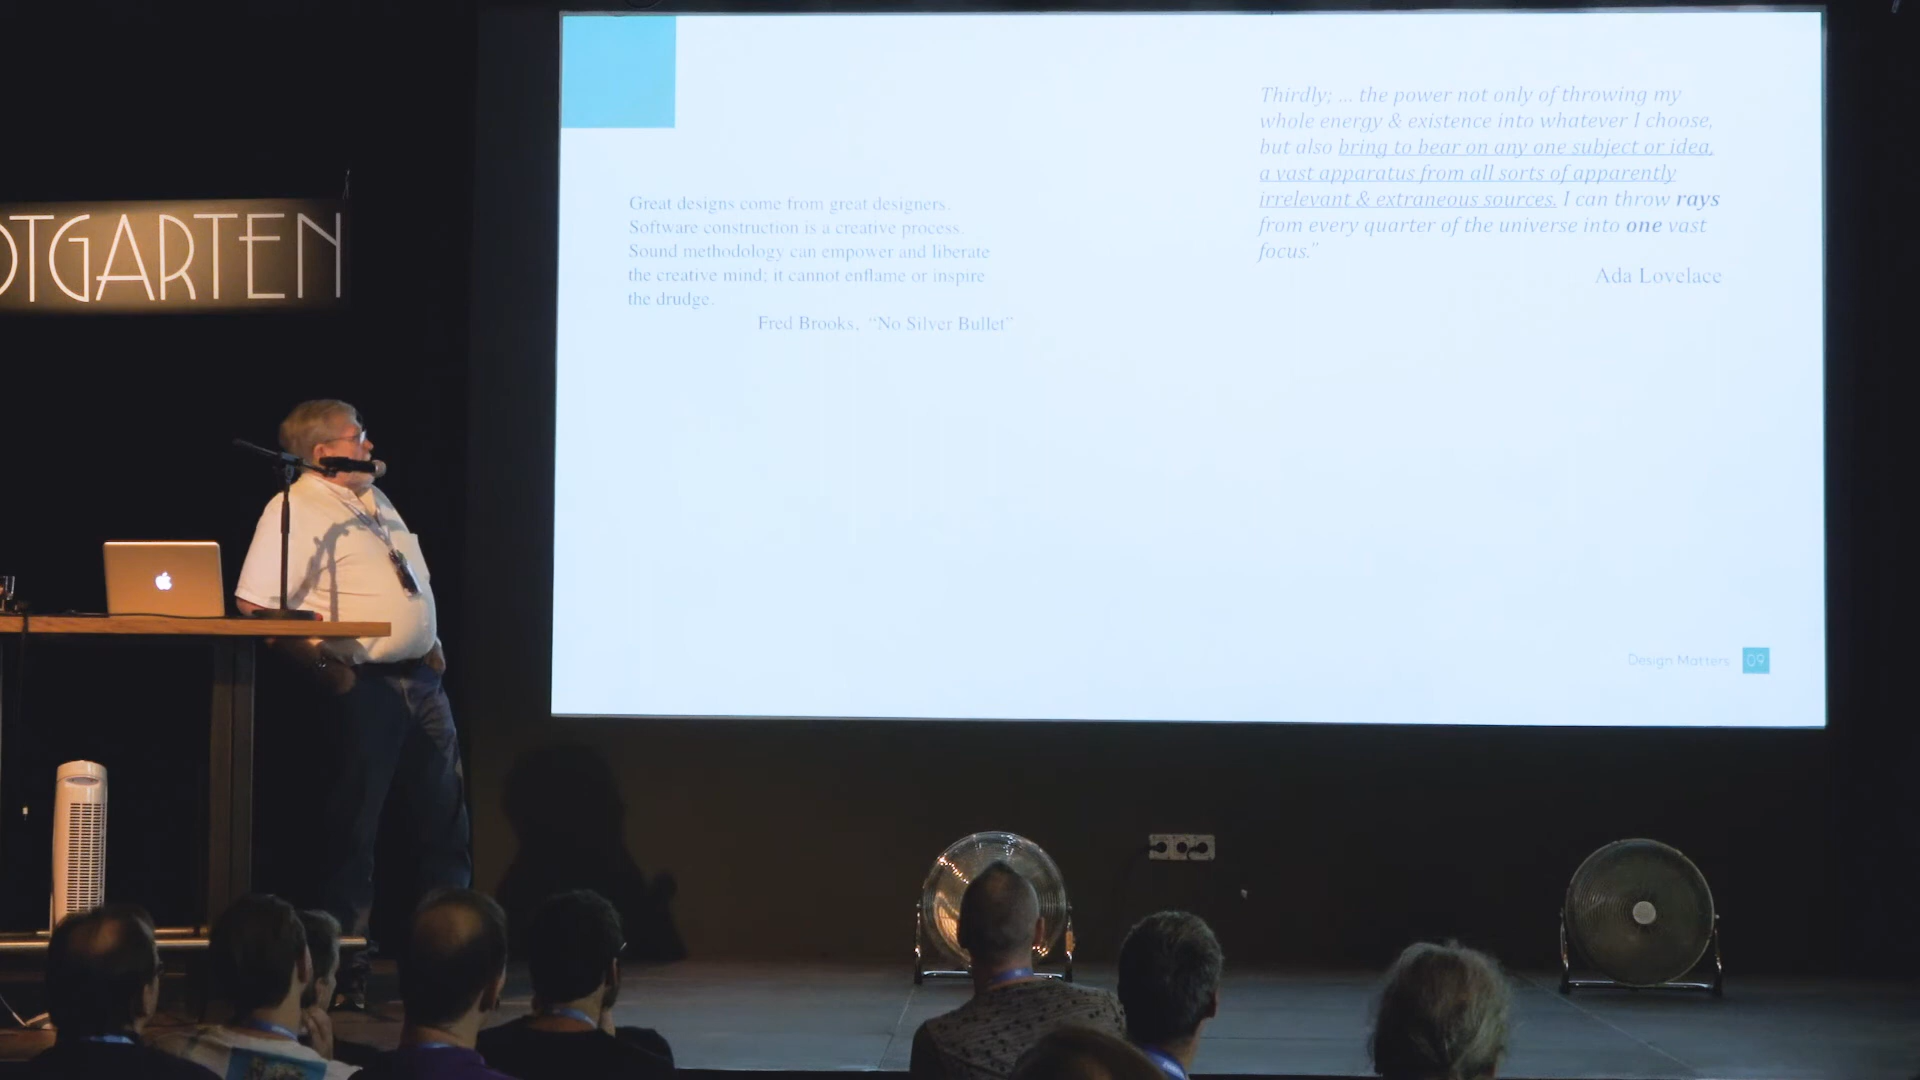 OTGARTEN
Great designs come from great designers.
Software construction is a creative process.
Sound methodology can empower and liberate
the creative mind; it cannot enflame or inspire
the drudge.
Fred Brooks, “No Silver Bullet”
Thirdly; ... the power not only of throwing my
whole energy & existence into whatever I choose,
but also bring to bear on any one subject or idea,
a vast apparatus from all sorts of apparently
irrelevant & extraneous sources. I can throw rays
from every quarter of the universe into one vast
focus.”
Ada Lovelace
Design Matters 09